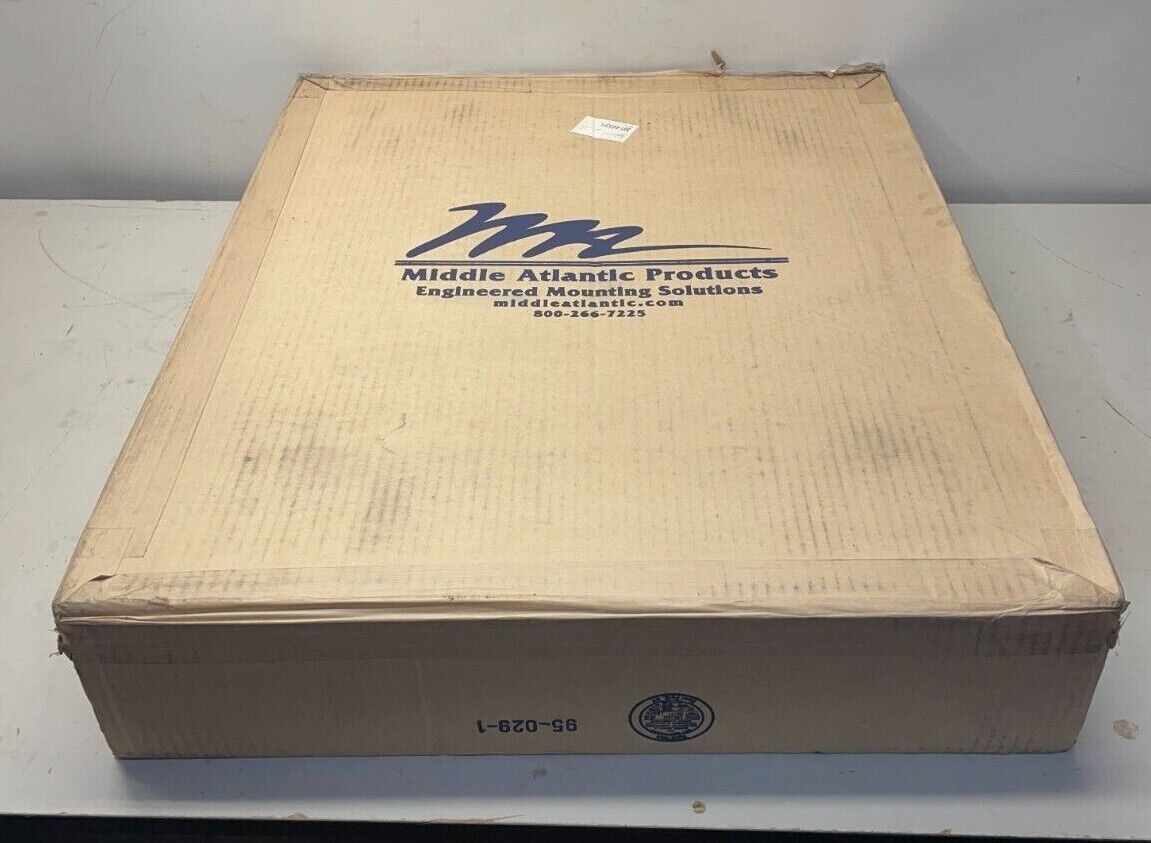 Middle Atlantic Products
Engineered Mounting Solutions
middleatlantic.com
800-266-7225
95-029-1